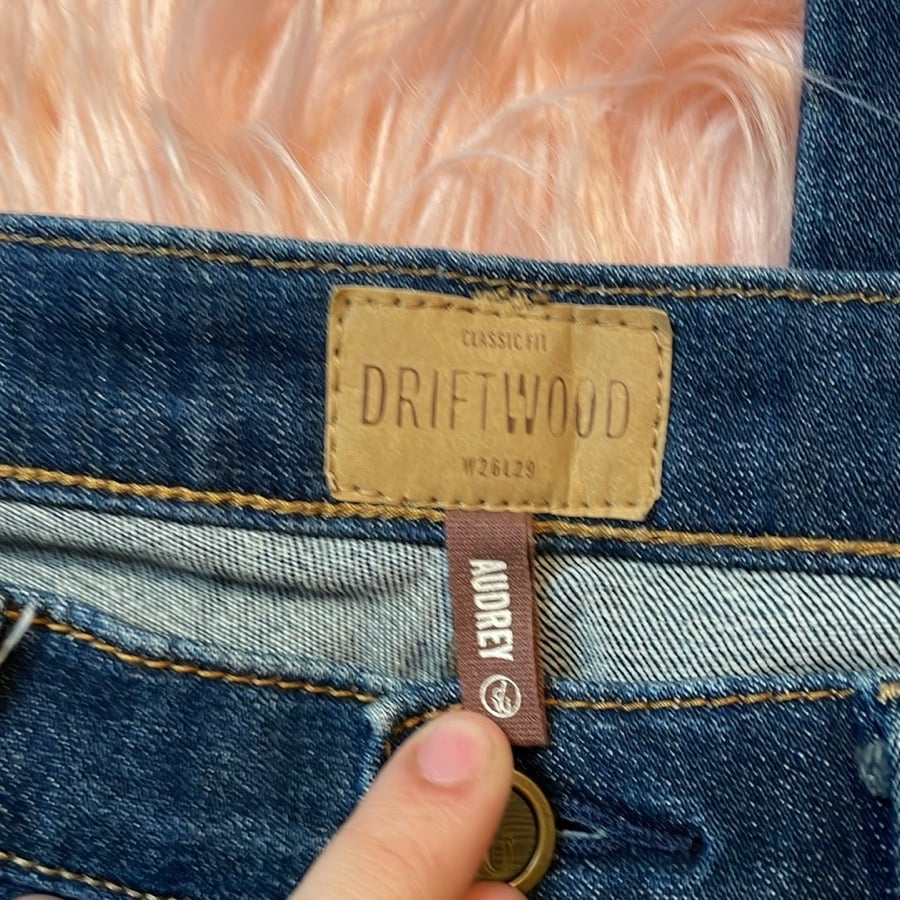 CLASSIC FIT
DRIFTWOOD
W26L29
AUDREY